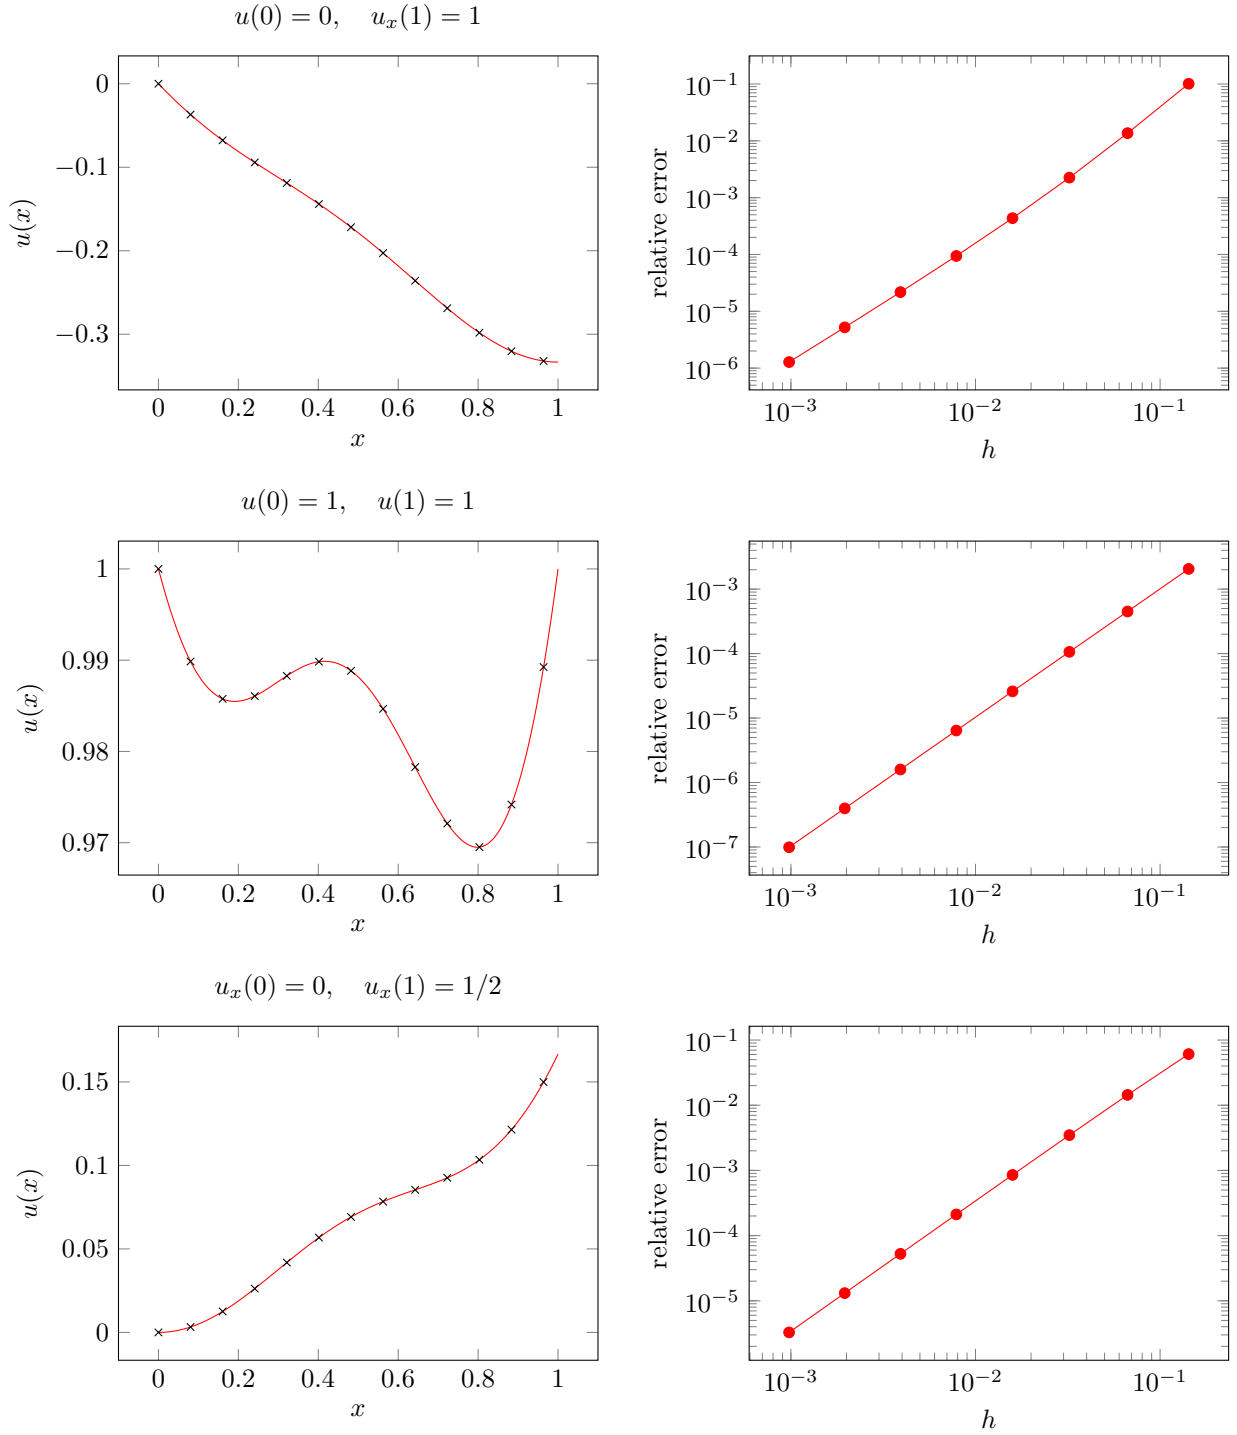 u(0) = 0, u_x(1) = 1
0
−0.1
−0.2
−0.3
u(x)
0 0.2 0.4 0.6 0.8 1
x
10^{-1}
10^{-2}
10^{-3}
10^{-4}
10^{-5}
10^{-6}
relative error
10^{-3} 10^{-2} 10^{-1}
h
u(0) = 1, u(1) = 1
1
0.99
0.98
0.97
u(x)
0 0.2 0.4 0.6 0.8 1
x
10^{-3}
10^{-4}
10^{-5}
10^{-6}
10^{-7}
relative error
10^{-3} 10^{-2} 10^{-1}
h
u_x(0) = 0, u_x(1) = 1/2
0.15
0.1
0.05
0
u(x)
0 0.2 0.4 0.6 0.8 1
x
10^{-1}
10^{-2}
10^{-3}
10^{-4}
10^{-5}
relative error
10^{-3} 10^{-2} 10^{-1}
h